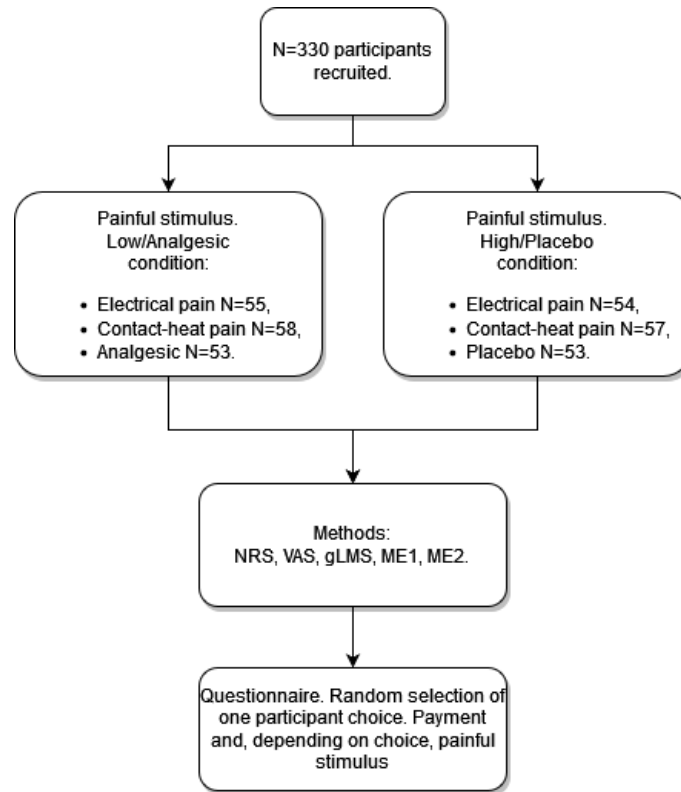 N=330 participants
recruited.
Painful stimulus.
Low/Analgesic
condition:
• Electrical pain N=55,
• Contact-heat pain N=58,
• Analgesic N=53.
Painful stimulus.
High/Placebo
condition:
• Electrical pain N=54,
• Contact-heat pain N=57,
• Placebo N=53.
Methods:
NRS, VAS, gLMS, ME1, ME2.
Questionnaire. Random selection of
one participant choice. Payment
and, depending on choice, painful
stimulus